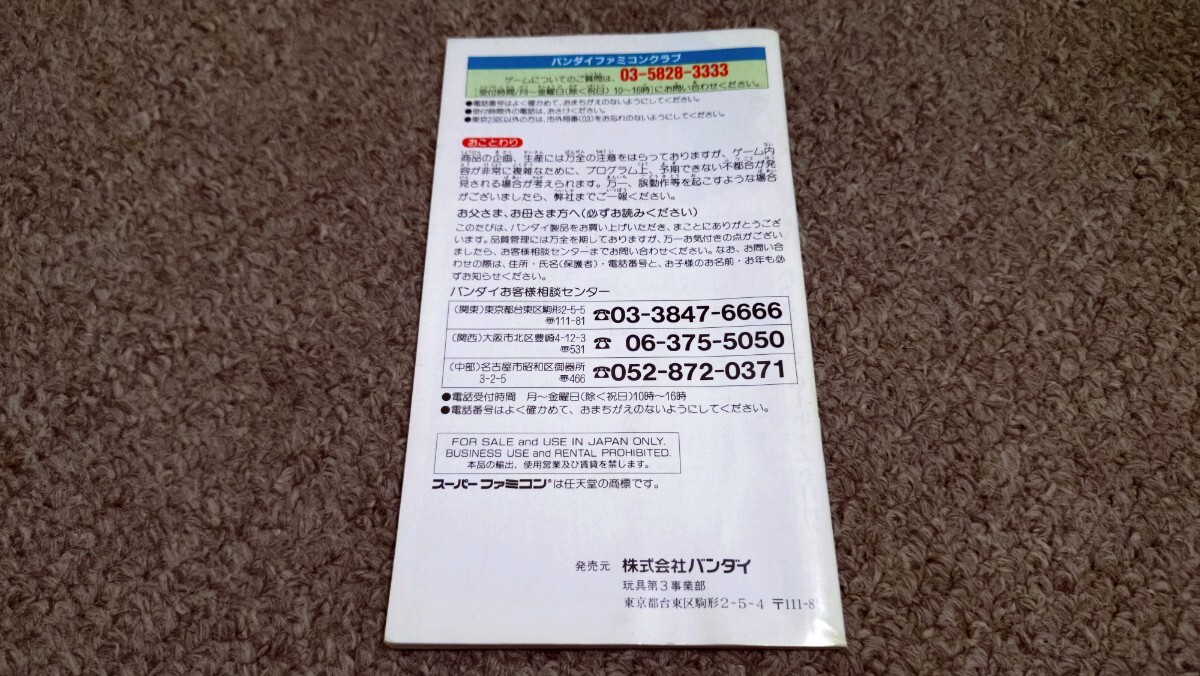 バンダイファミコンクラブ
ゲームについてのご質問は、03-5828-3333
[受付時間/月〜金曜日(除く祝日) 10〜16時]にお問い合わせください。
●電話番号はよく確かめて、おまちがえのないようにしてください。
●受付時間外の電話は、おさけください。
●東京23区以外の方は、市外局番(03)をお忘れのないようにしてください。
おことわり
商品の企画、生産には万全の注意をはらっておりますが、ゲーム内
容が非常に複雑なために、プログラム上、予期できない不都合が発
見される場合が考えられます。万一、誤動作等を起こすような場合
がございましたら、弊社までご一報ください。
お父さま、お母さま方へ(必ずお読みください)
このたびは、バンダイ製品をお買い上げいただき、まことにありがとうござ
います。品質管理には万全を期しておりますが、万一お気付きの点がござい
ましたら、お客様相談センターまでお問い合わせください。なお、お問い合
わせの際は、住所・氏名(保護者)・電話番号と、お子様のお名前・お年も必
ずお知らせください。
バンダイお客様相談センター
(関東)東京都台東区駒形2-5-5 〠111-81 ☎03-3847-6666
(関西)大阪市北区豊崎4-12-3 〠531 ☎06-375-5050
(中部)名古屋市昭和区御器所 3-2-5 〠466 ☎052-872-0371
●電話受付時間 月〜金曜日(除く祝日)10時〜16時
●電話番号はよく確かめて、おまちがえのないようにしてください。
FOR SALE and USE IN JAPAN ONLY.
BUSINESS USE and RENTAL PROHIBITED.
本品の輸出、使用営業及び賃貸を禁じます。
スーパーファミコン®は任天堂の商標です。
発売元 株式会社バンダイ
玩具第3事業部
東京都台東区駒形2-5-4 〒111-8